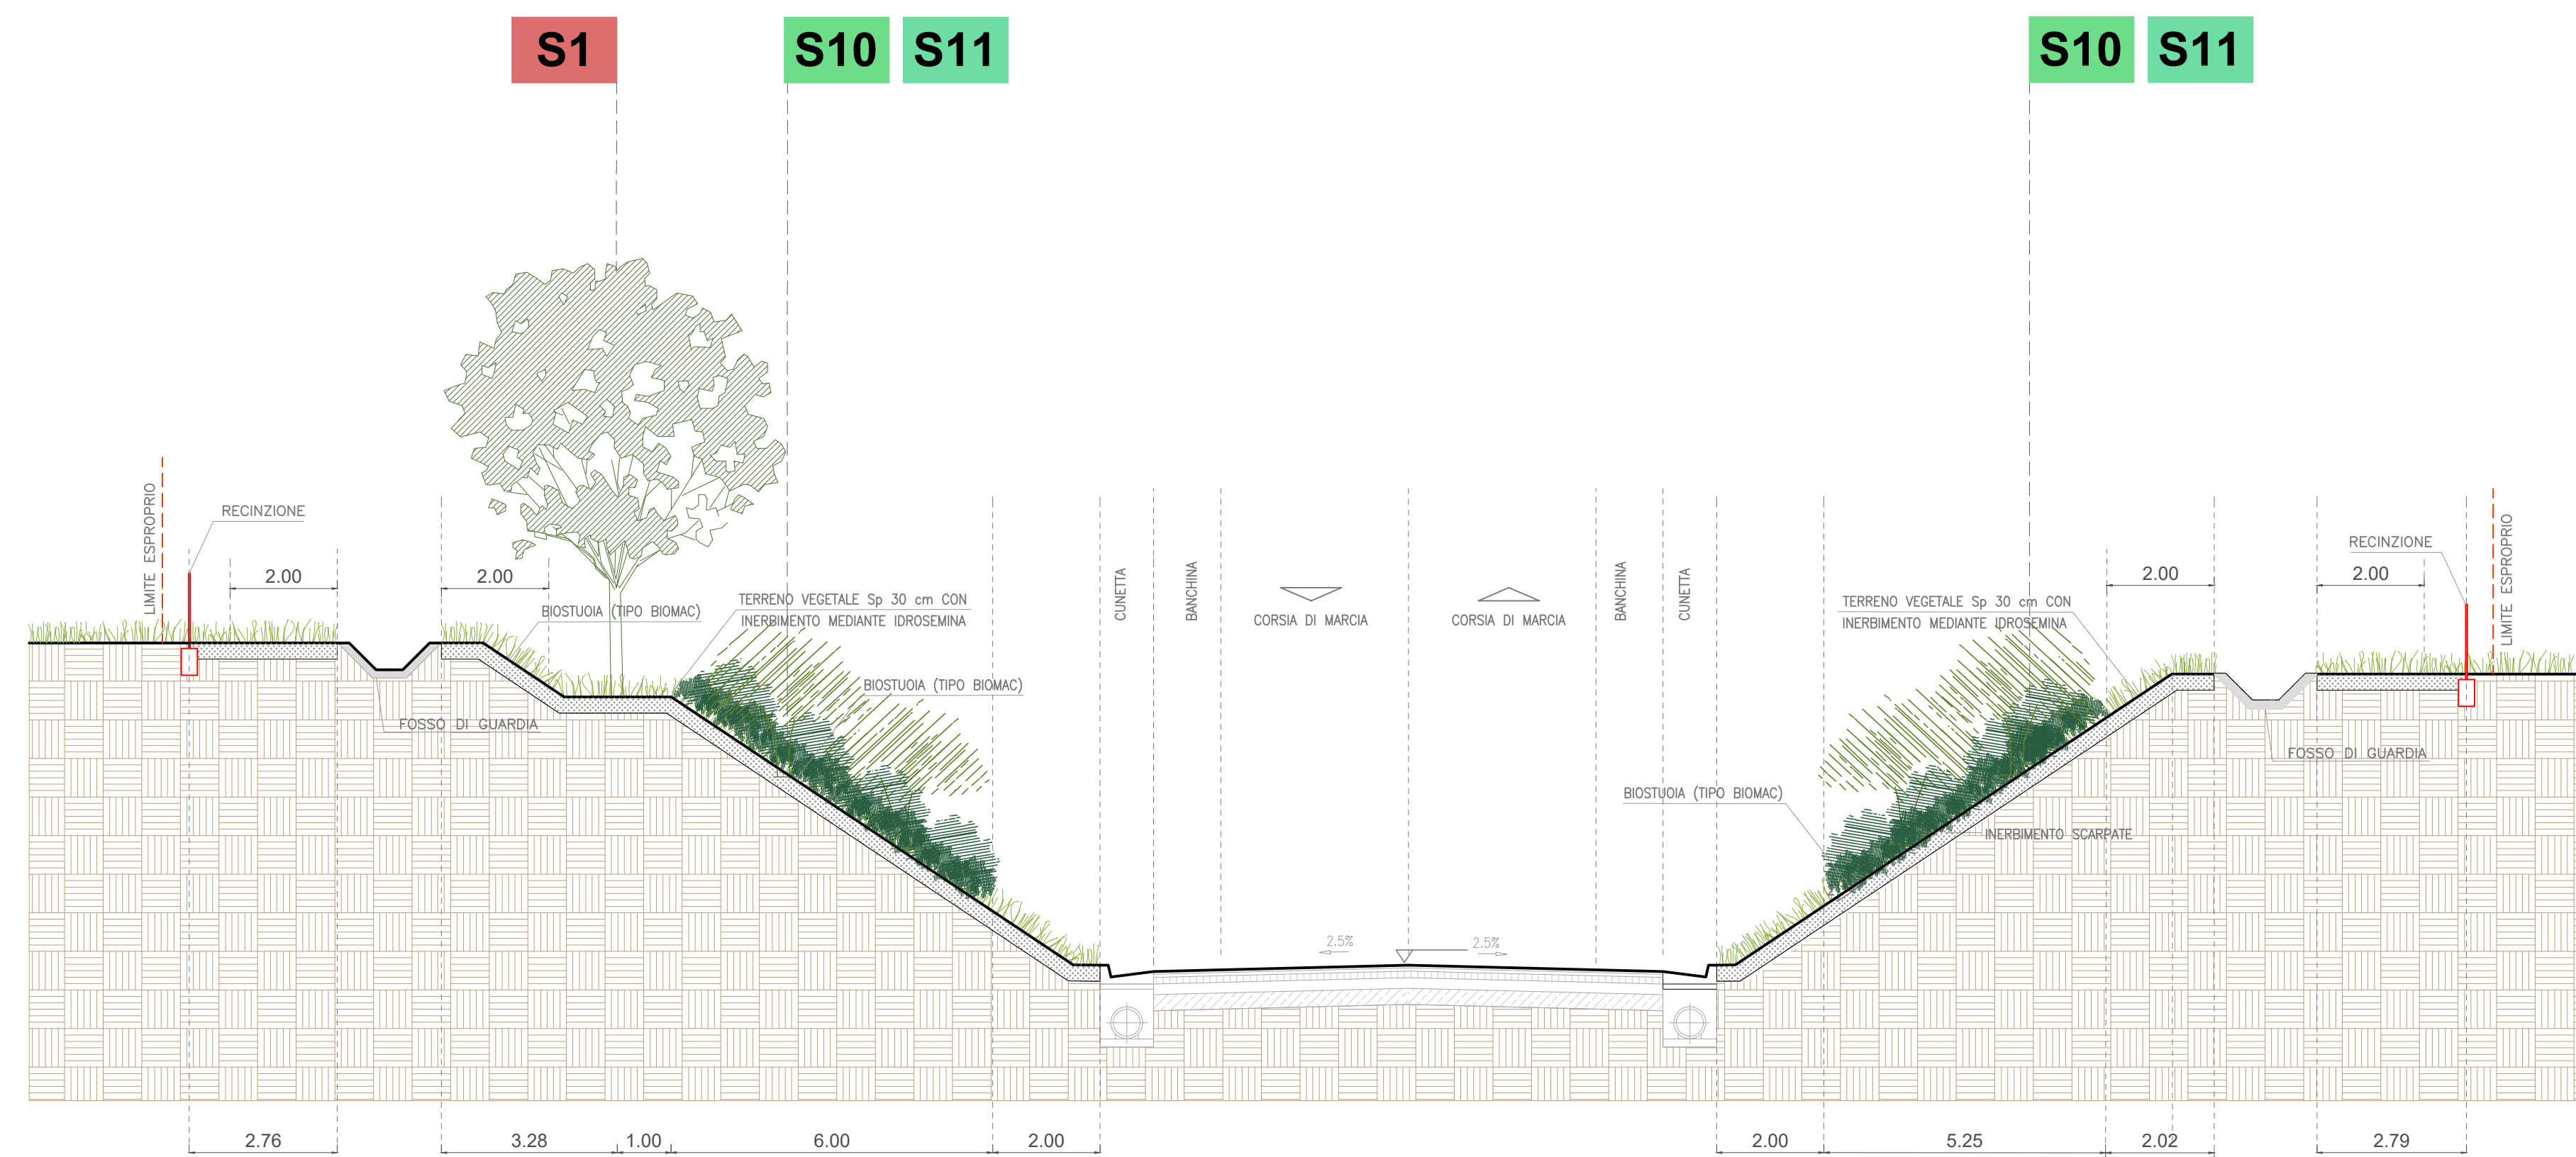 S1
S10
S11
S10
S11
LIMITE ESPROPRIO
RECINZIONE
2.00
2.00
BIOSTUOIA (TIPO BIOMAC)
TERRENO VEGETALE Sp 30 cm CON
INERBIMENTO MEDIANTE IDROSEMINA
BIOSTUOIA (TIPO BIOMAC)
FOSSO DI GUARDIA
CUNETTA
BANCHINA
CORSIA DI MARCIA
CORSIA DI MARCIA
BANCHINA
CUNETTA
TERRENO VEGETALE Sp 30 cm CON
INERBIMENTO MEDIANTE IDROSEMINA
BIOSTUOIA (TIPO BIOMAC)
INERBIMENTO SCARPATE
2.00
2.00
RECINZIONE
LIMITE ESPROPRIO
FOSSO DI GUARDIA
2.5%
2.5%
2.76
3.28
1.00
6.00
2.00
2.00
5.25
2.02
2.79